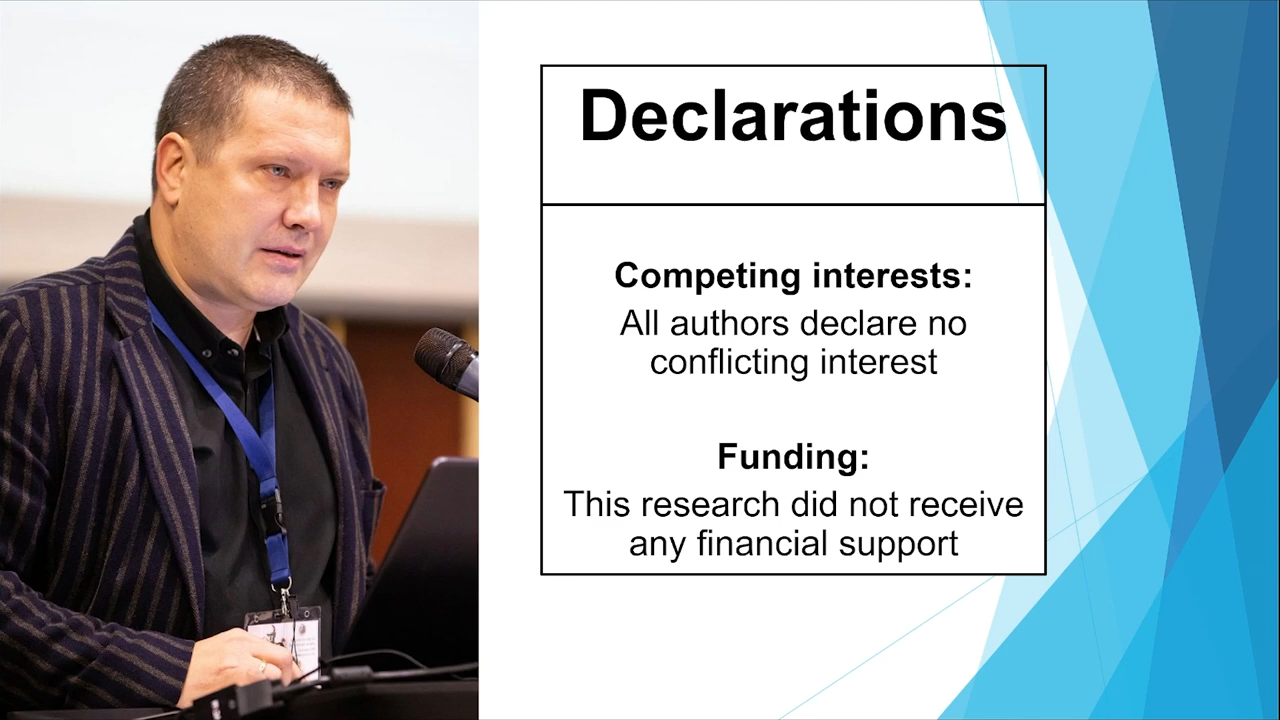 Declarations
Competing interests:
All authors declare no
conflicting interest
Funding:
This research did not receive
any financial support